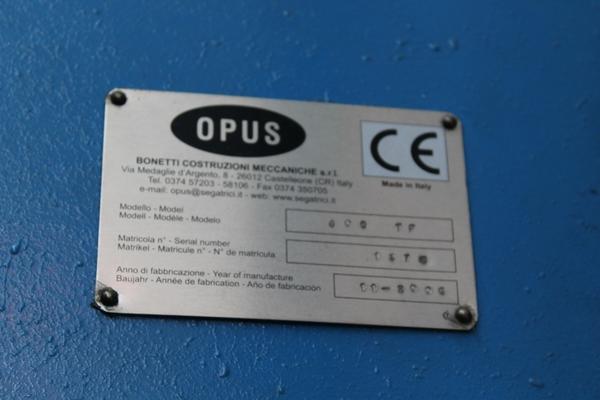 OPUS
CE
Made in Italy
BONETTI COSTRUZIONI MECCANICHE s.r.l.
Via Medaglie d'Argento, 8 - 26012 Castelleone (CR) Italy
Tel. 0374 57203 - 58106 - Fax 0374 350705
e-mail: opus@segatrici.it - web: www.segatrici.it
Modello - Model
Modell - Modèle - Modelo
Matricola n° - Serial number
Matrikel - Matricule n° - N° de matricula
Anno di fabbricazione - Year of manufacture
Baujahr - Année de fabrication - Año de fabricación